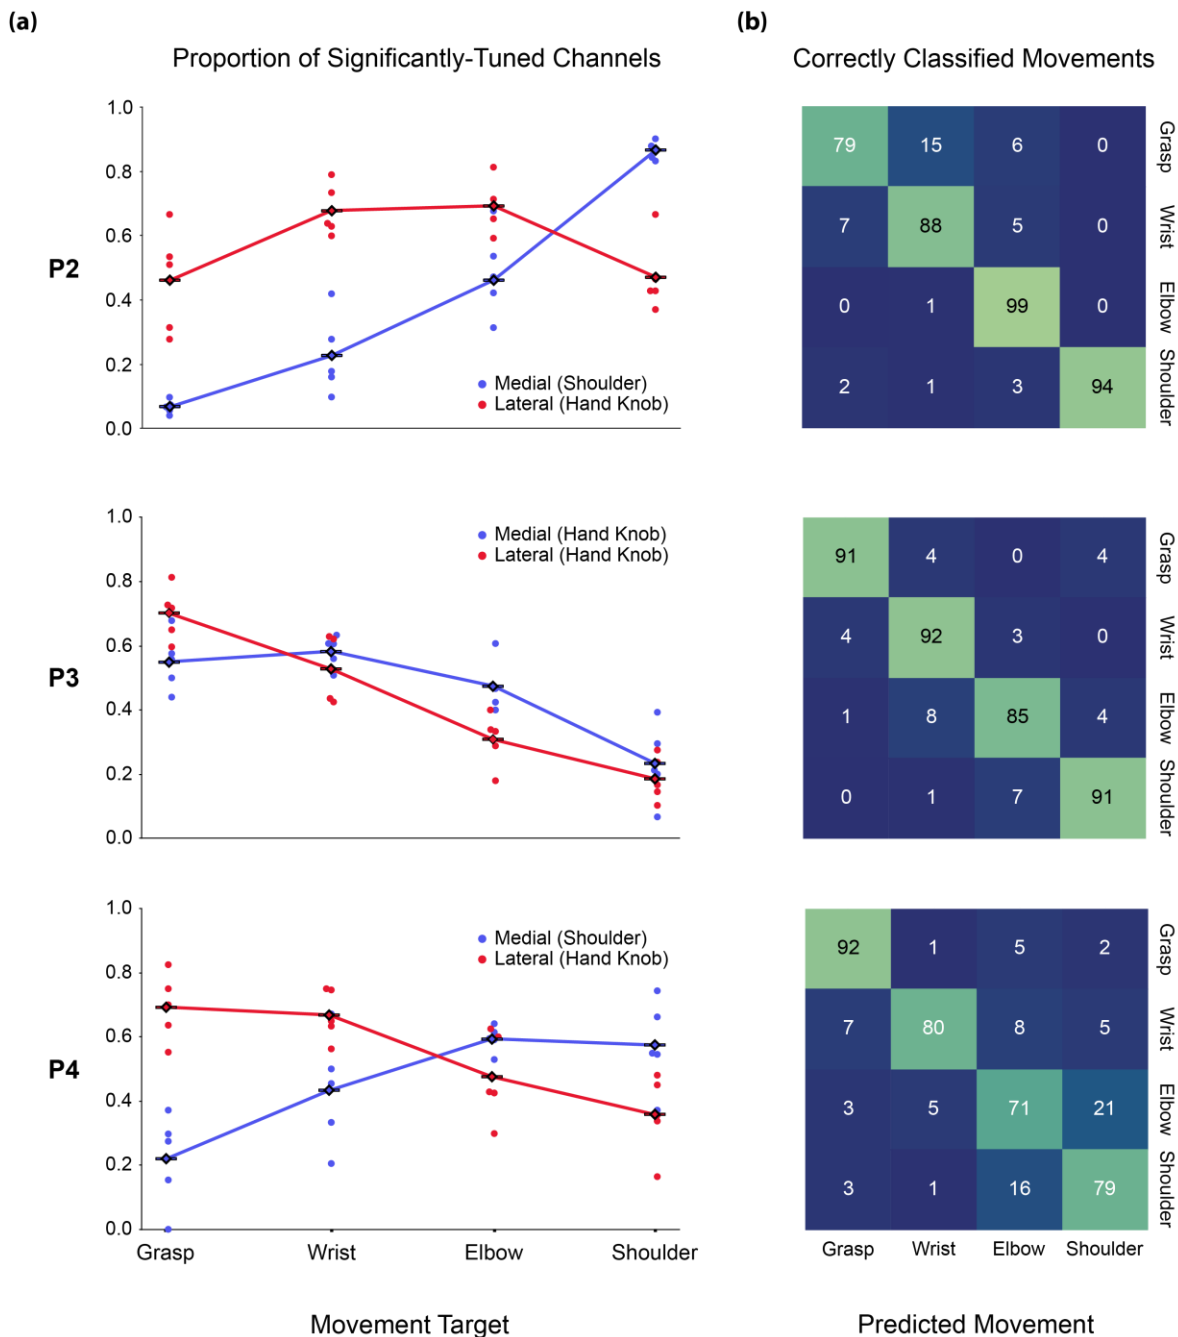 (a)
Proportion of Significantly-Tuned Channels
P2
1.0
0.8
0.6
0.4
0.2
0.0
Medial (Shoulder)
Lateral (Hand Knob)
P3
1.0
0.8
0.6
0.4
0.2
0.0
Medial (Hand Knob)
Lateral (Hand Knob)
P4
1.0
0.8
0.6
0.4
0.2
0.0
Medial (Shoulder)
Lateral (Hand Knob)
Grasp Wrist Elbow Shoulder
Movement Target
(b)
Correctly Classified Movements
79 15 6 0 Grasp
7 88 5 0 Wrist
0 1 99 0 Elbow
2 1 3 94 Shoulder
91 4 0 4 Grasp
4 92 3 0 Wrist
1 8 85 4 Elbow
0 1 7 91 Shoulder
92 1 5 2 Grasp
7 80 8 5 Wrist
3 5 71 21 Elbow
3 1 16 79 Shoulder
Grasp Wrist Elbow Shoulder
Predicted Movement